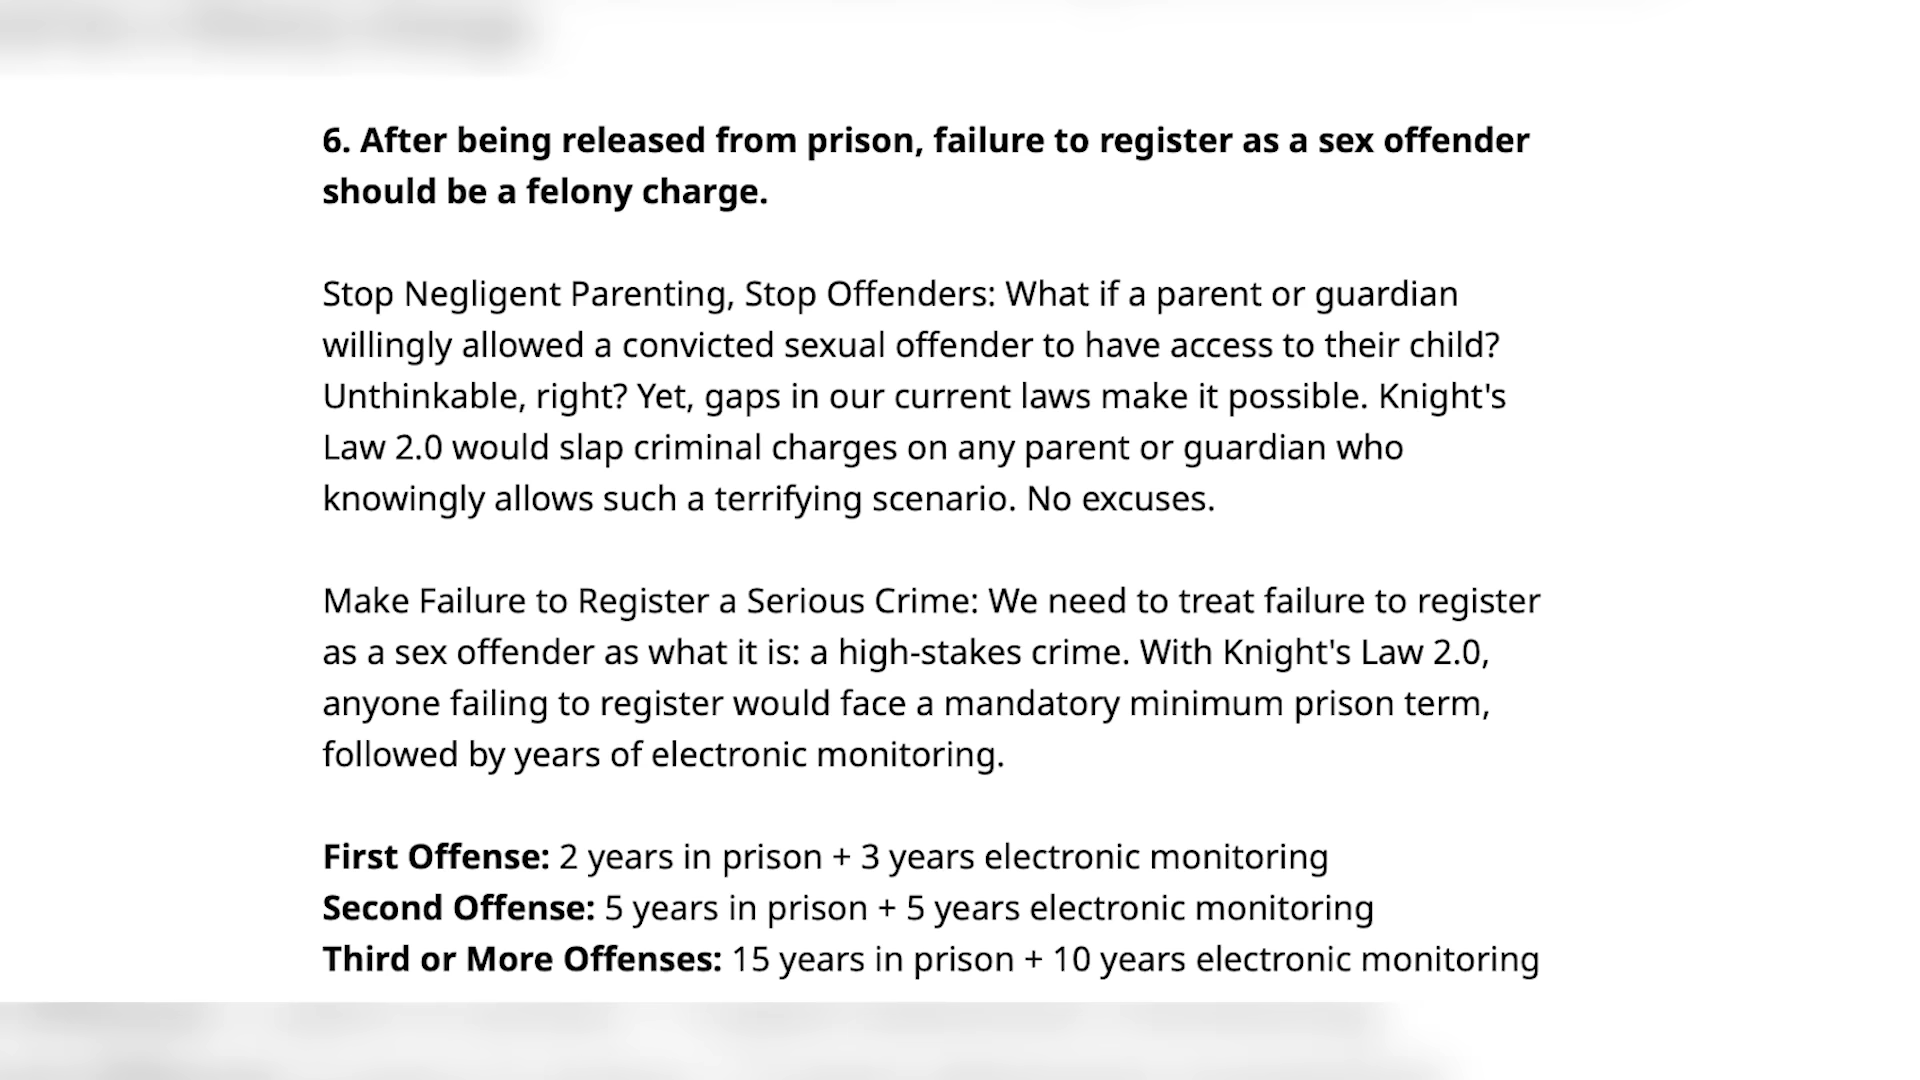 6. After being released from prison, failure to register as a sex offender
should be a felony charge.
Stop Negligent Parenting, Stop Offenders: What if a parent or guardian
willingly allowed a convicted sexual offender to have access to their child?
Unthinkable, right? Yet, gaps in our current laws make it possible. Knight's
Law 2.0 would slap criminal charges on any parent or guardian who
knowingly allows such a terrifying scenario. No excuses.
Make Failure to Register a Serious Crime: We need to treat failure to register
as a sex offender as what it is: a high-stakes crime. With Knight's Law 2.0,
anyone failing to register would face a mandatory minimum prison term,
followed by years of electronic monitoring.
First Offense: 2 years in prison + 3 years electronic monitoring
Second Offense: 5 years in prison + 5 years electronic monitoring
Third or More Offenses: 15 years in prison + 10 years electronic monitoring